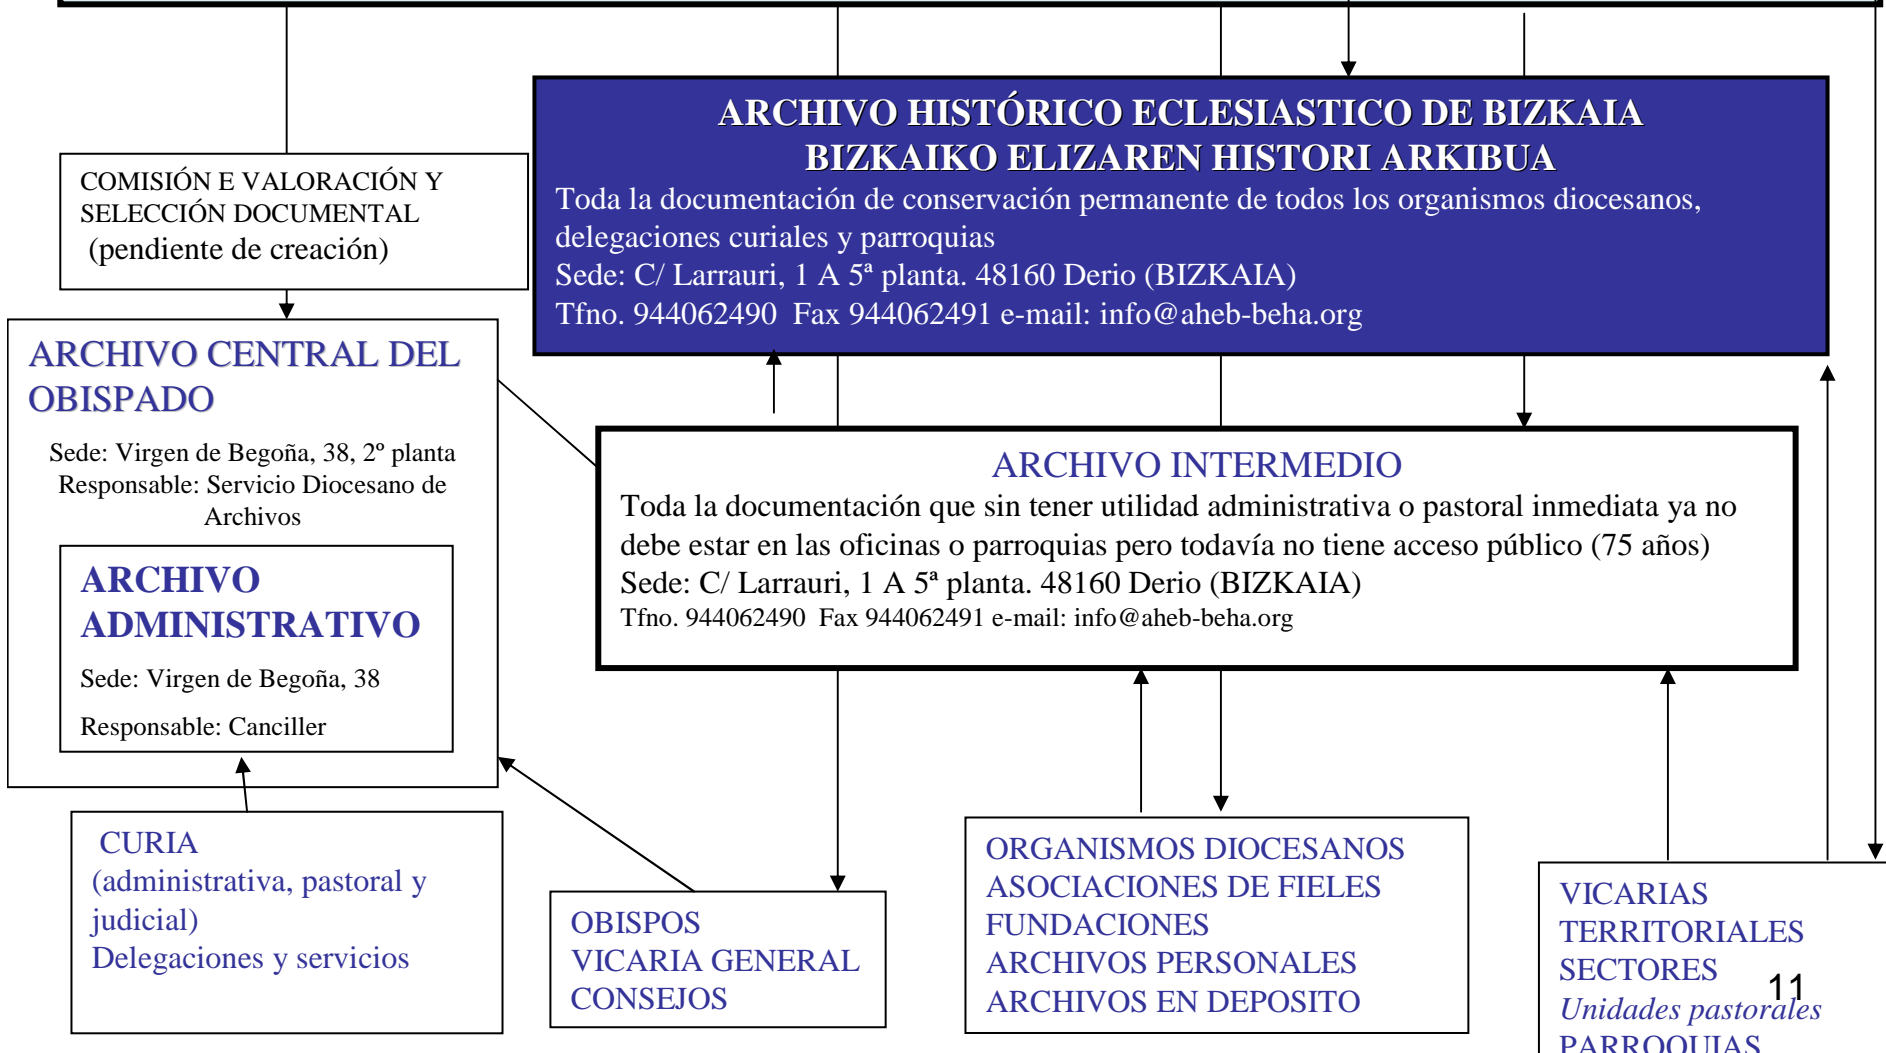 ARCHIVO HISTÓRICO ECLESIASTICO DE BIZKAIA
BIZKAIKO ELIZAREN HISTORI ARKIBUA
Toda la documentación de conservación permanente de todos los organismos diocesanos,
delegaciones curiales y parroquias
Sede: C/ Larrauri, 1 A 5ª planta. 48160 Derio (BIZKAIA)
Tfno. 944062490 Fax 944062491 e-mail: info@aheb-beha.org
COMISIÓN E VALORACIÓN Y
SELECCIÓN DOCUMENTAL
(pendiente de creación)
ARCHIVO CENTRAL DEL
OBISPADO
Sede: Virgen de Begoña, 38, 2º planta
Responsable: Servicio Diocesano de
Archivos
ARCHIVO
ADMINISTRATIVO
Sede: Virgen de Begoña, 38
Responsable: Canciller
ARCHIVO INTERMEDIO
Toda la documentación que sin tener utilidad administrativa o pastoral inmediata ya no
debe estar en las oficinas o parroquias pero todavía no tiene acceso público (75 años)
Sede: C/ Larrauri, 1 A 5ª planta. 48160 Derio (BIZKAIA)
Tfno. 944062490 Fax 944062491 e-mail: info@aheb-beha.org
CURIA
(administrativa, pastoral y
judicial)
Delegaciones y servicios
OBISPOS
VICARIA GENERAL
CONSEJOS
ORGANISMOS DIOCESANOS
ASOCIACIONES DE FIELES
FUNDACIONES
ARCHIVOS PERSONALES
ARCHIVOS EN DEPOSITO
VICARIAS
TERRITORIALES
SECTORES
Unidades pastorales
PARROQUIAS
11